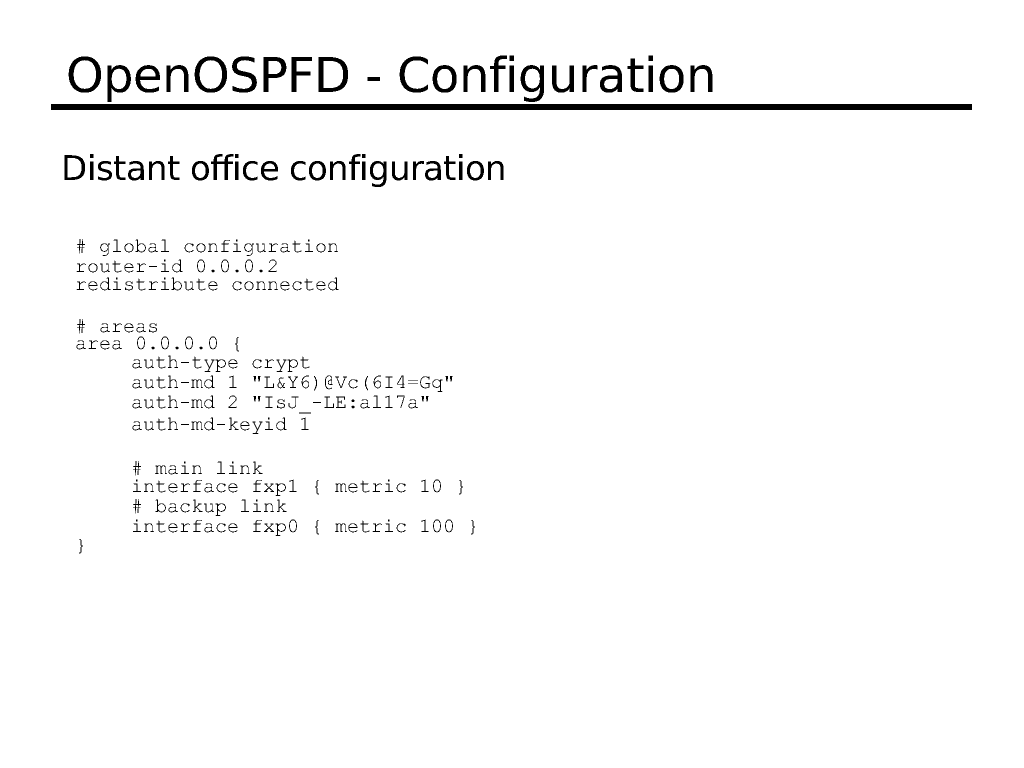 OpenOSPFD - Configuration
Distant office configuration
# global configuration
router-id 0.0.0.2
redistribute connected
# areas
area 0.0.0.0 {
auth-type crypt
auth-md 1 "L&Y6)@Vc(6I4=Gq"
auth-md 2 "IsJ_-LE:al17a"
auth-md-keyid 1
# main link
interface fxp1 { metric 10 }
# backup link
interface fxp0 { metric 100 }
}